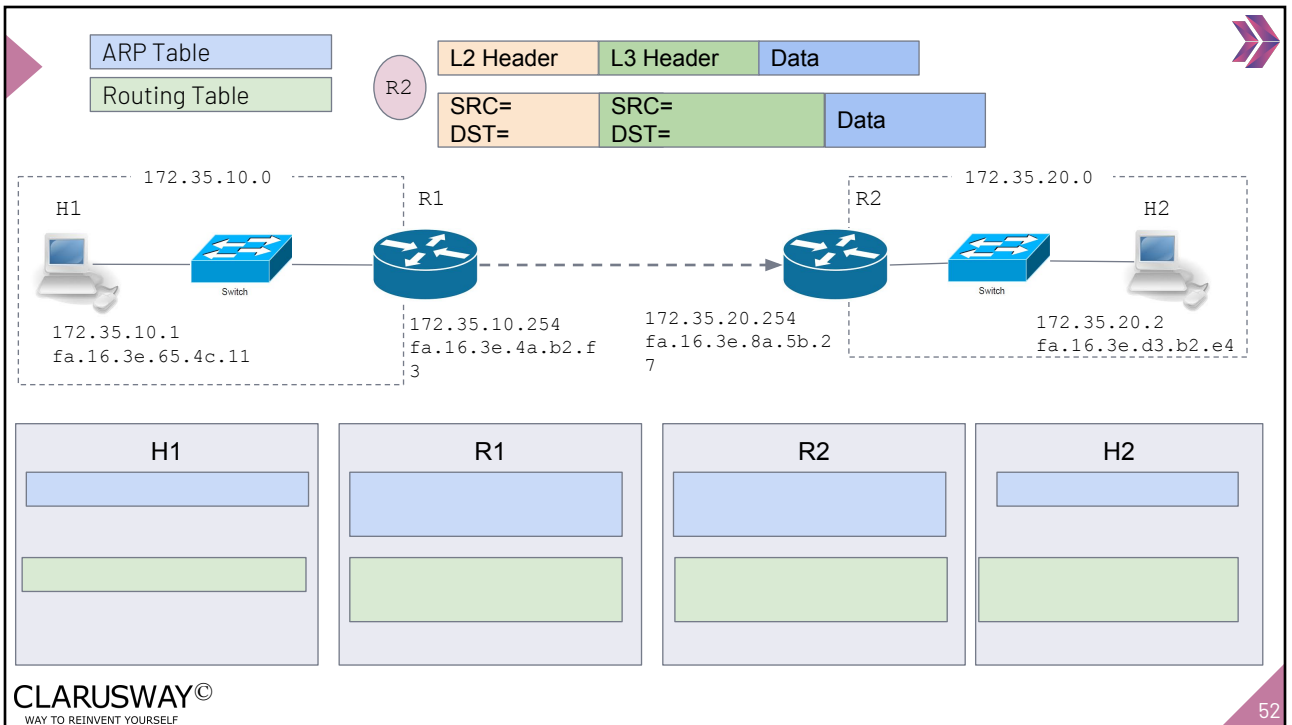 ARP Table
Routing Table
R2
L2 Header
L3 Header
Data
SRC=
DST=
SRC=
DST=
Data
172.35.10.0
172.35.20.0
H1
R1
R2
H2
Switch
Switch
172.35.10.1
fa.16.3e.65.4c.11
172.35.10.254
fa.16.3e.4a.b2.f
3
172.35.20.254
fa.16.3e.8a.5b.2
7
172.35.20.2
fa.16.3e.d3.b2.e4
H1
R1
R2
H2
CLARUSWAY©
WAY TO REINVENT YOURSELF
52